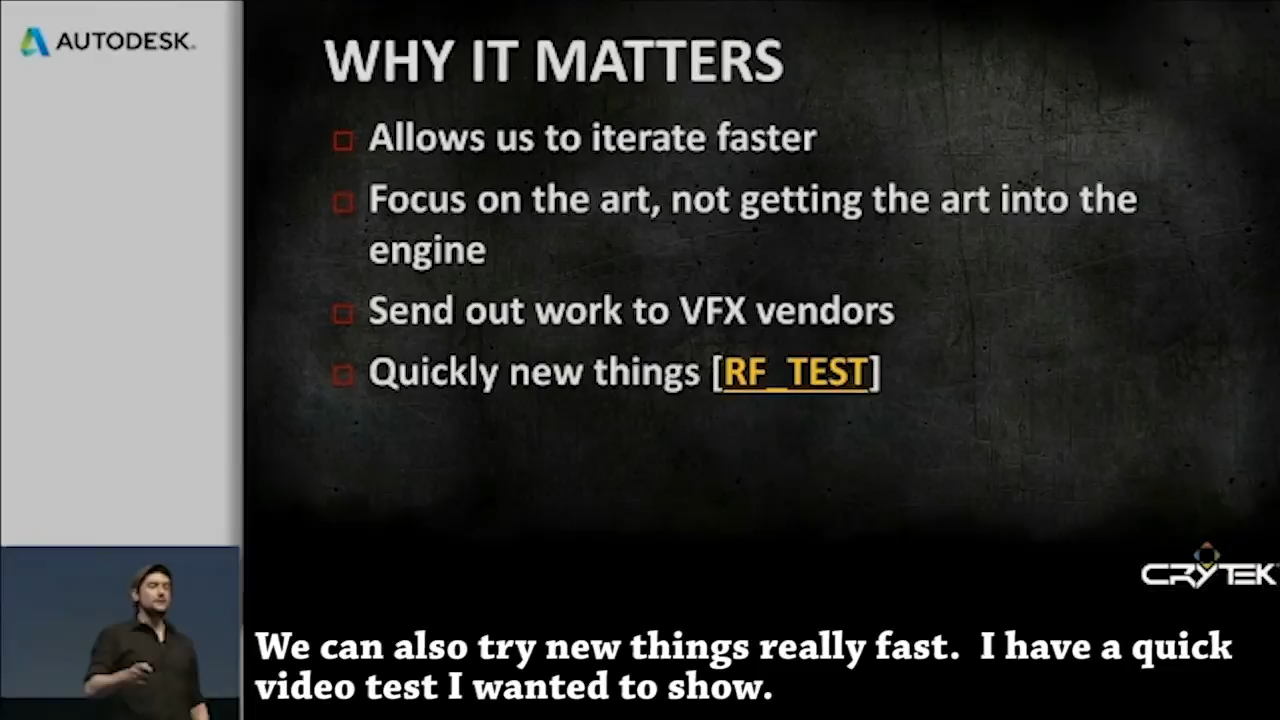 AUTODESK.
WHY IT MATTERS
Allows us to iterate faster
Focus on the art, not getting the art into the
engine
Send out work to VFX vendors
Quickly new things [RF_TEST]
CRYTEK
We can also try new things really fast.  I have a quick
video test I wanted to show.